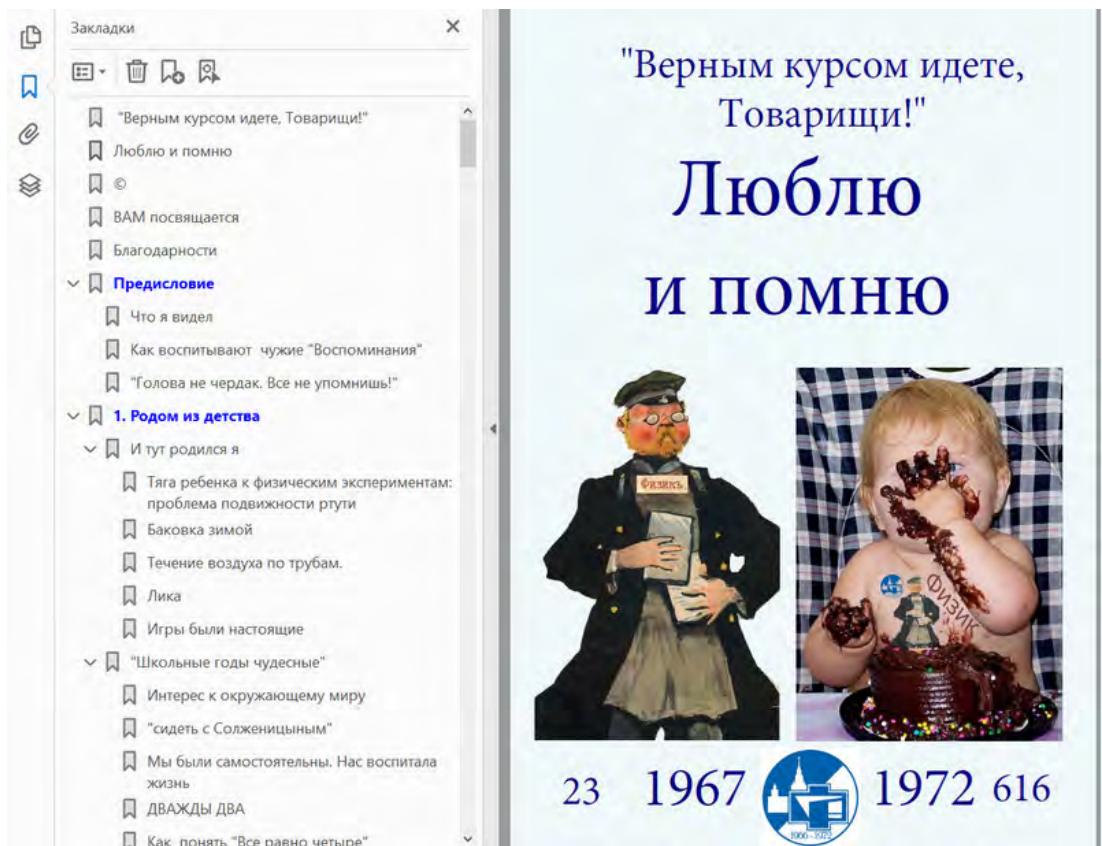 Закладки
"Верным курсом идете, Товарищи!"
Люблю и помню
©
ВАМ посвящается
Благодарности
Предисловие
Что я видел
Как воспитывают чужие "Воспоминания"
"Голова не чердак. Все не упомнишь!"
1. Родом из детства
И тут родился я
Тяга ребенка к физическим экспериментам:
проблема подвижности ртути
Баковка зимой
Течение воздуха по трубам.
Лика
Игры были настоящие
"Школьные годы чудесные"
Интерес к окружающему миру
"сидеть с Солженицыным"
Мы были самостоятельны. Нас воспитала
жизнь
ДВАЖДЫ ДВА
Как понять "Все равно четыре"
"Верным курсом идете,
Товарищи!"
Люблю
и помню
Физикъ
ФИЗИК
23 1967 1972 616
1966-1972